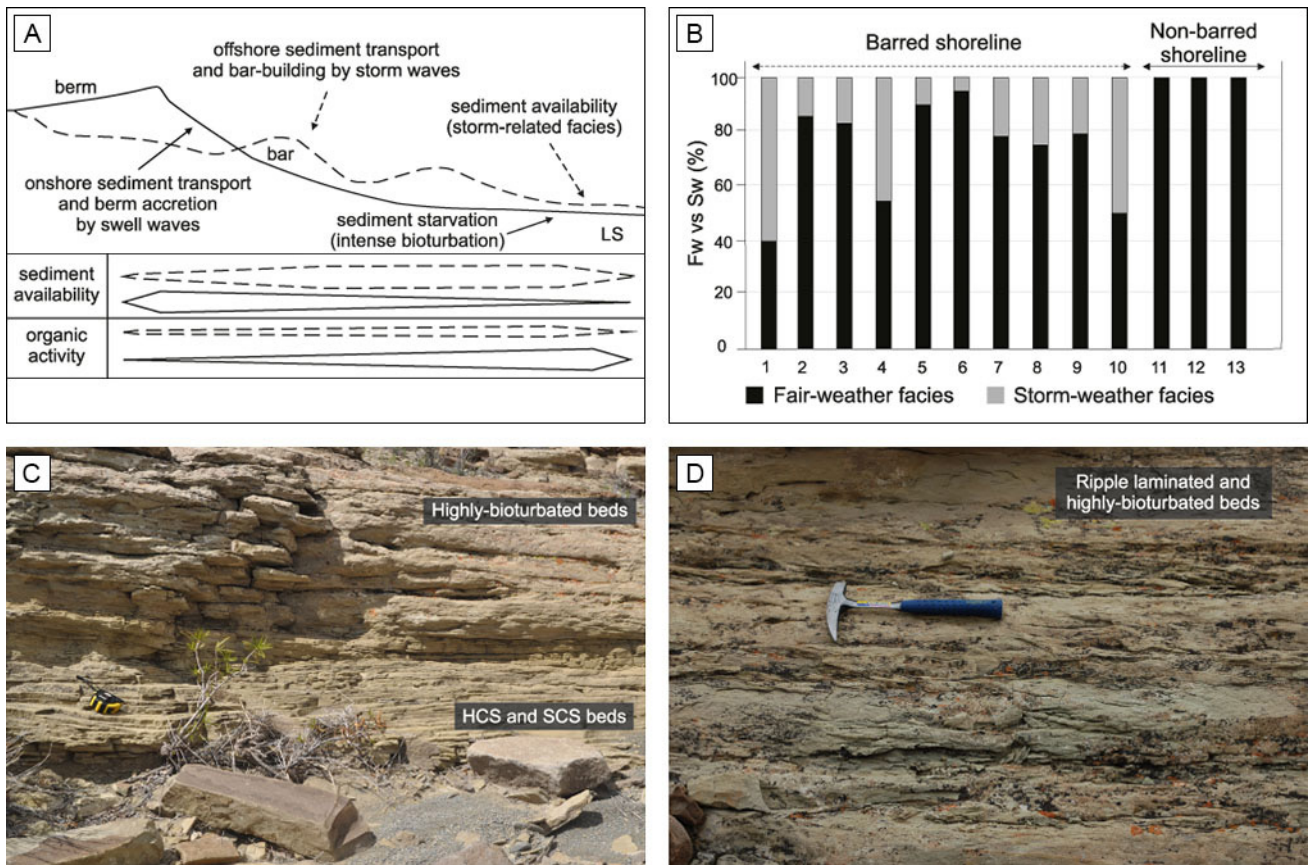 A
offshore sediment transport
and bar-building by storm waves
berm
sediment availability
(storm-related facies)
bar
onshore sediment transport
and berm accretion
by swell waves
sediment starvation
(intense bioturbation)
LS
sediment
availability
organic
activity
B
Barred shoreline
Non-barred
shoreline
Fw vs Sw (%)
100
80
60
40
20
0
1 2 3 4 5 6 7 8 9 10 11 12 13
Fair-weather facies Storm-weather facies
C
Highly-bioturbated beds
HCS and SCS beds
D
Ripple laminated and
highly-bioturbated beds